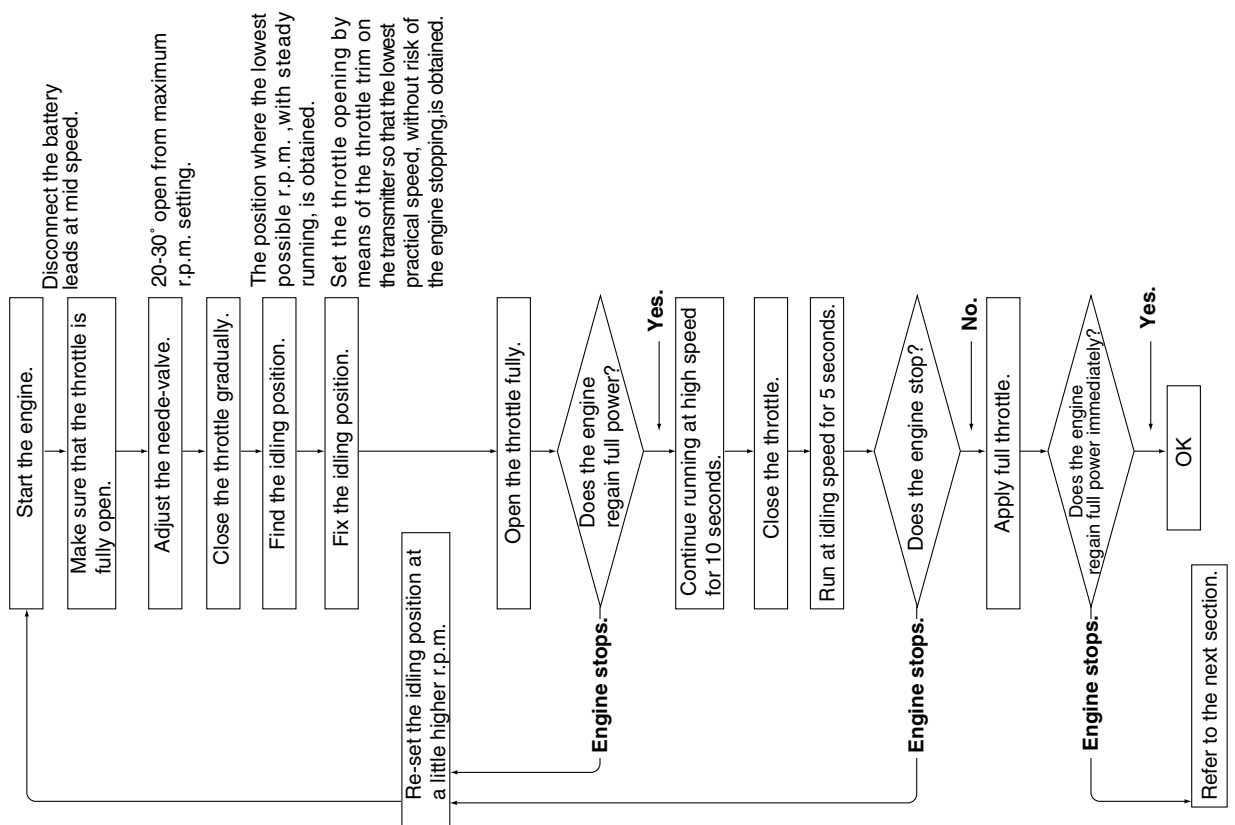 Start the engine.
Disconnect the battery
leads at mid speed.
Make sure that the throttle is
fully open.
Adjust the neede-valve.
20-30˚ open from maximum
r.p.m. setting.
Close the throttle gradually.
Find the idling position.
The position where the lowest
possible r.p.m. ,with steady
running, is obtained.
Fix the idling position.
Set the throttle opening by
means of the throttle trim on
the transmitter so that the lowest
practical speed, without risk of
the engine stopping,is obtained.
Re-set the idling position at
a little higher r.p.m.
Open the throttle fully.
Does the engine
regain full power?
Engine stops.
Yes.
Continue running at high speed
for 10 seconds.
Close the throttle.
Run at idling speed for 5 seconds.
Does the engine stop?
Engine stops.
No.
Apply full throttle.
Does the engine
regain full power immediately?
Engine stops.
Yes.
Refer to the next section.
OK